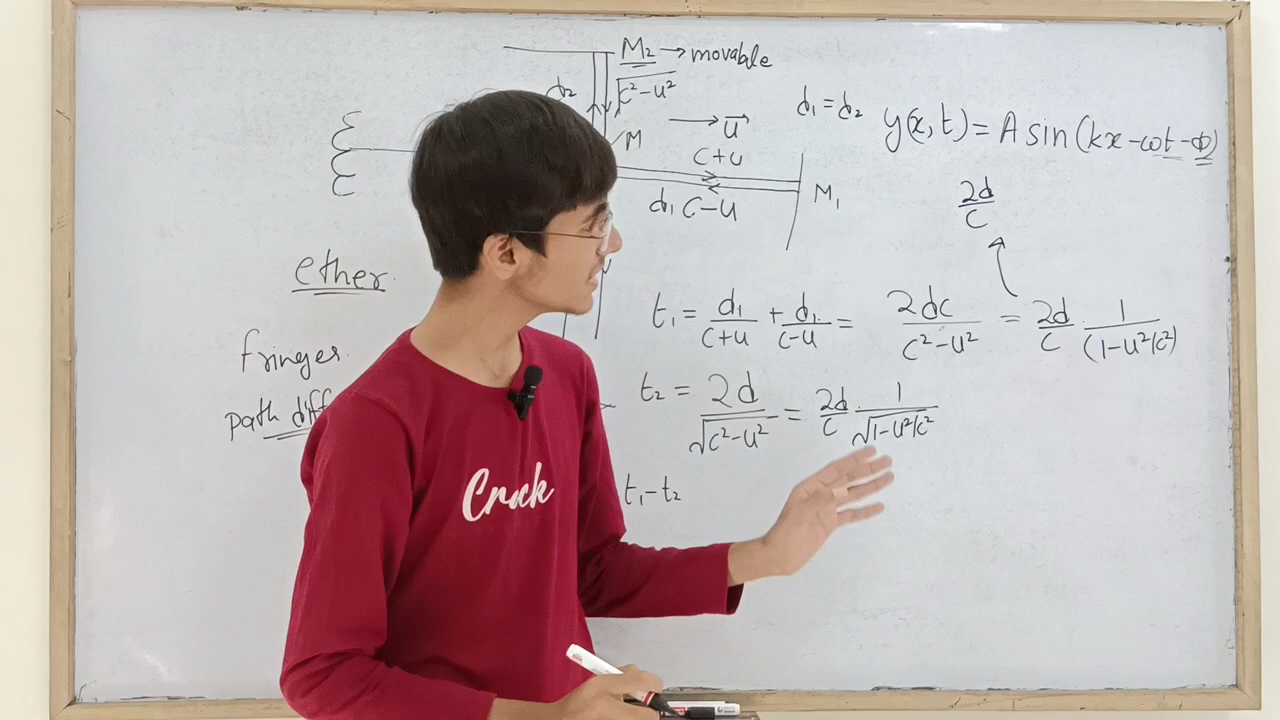 M₂ → movable
d₂ √c²-u²
d₁ = d₂
y(x, t) = A sin(kx - ωt - Φ)
M
→ u⃗
c+u
d₁ c-u
M₁
2d/c
ether.
t₁ = d₁/(c+u) + d₁/(c-u) = 2dc/(c²-u²) = 2d/c · 1/(1-u²/c²)
fringes.
t₂ = 2d/√(c²-u²) = 2d/c · 1/√(1-u²/c²)
path diff
t₁-t₂
Crack